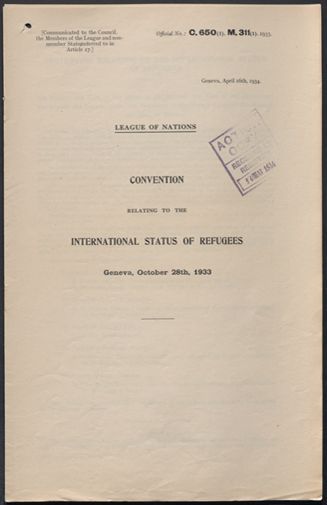 [Communicated to the Council,
the Members of the League and non-
member States referred to in
Article 17.]
Official No.: C. 650(1). M. 311(1). 1933.
Geneva, April 16th, 1934.
LEAGUE OF NATIONS
CONVENTION
RELATING TO THE
INTERNATIONAL STATUS OF REFUGEES
Geneva, October 28th, 1933